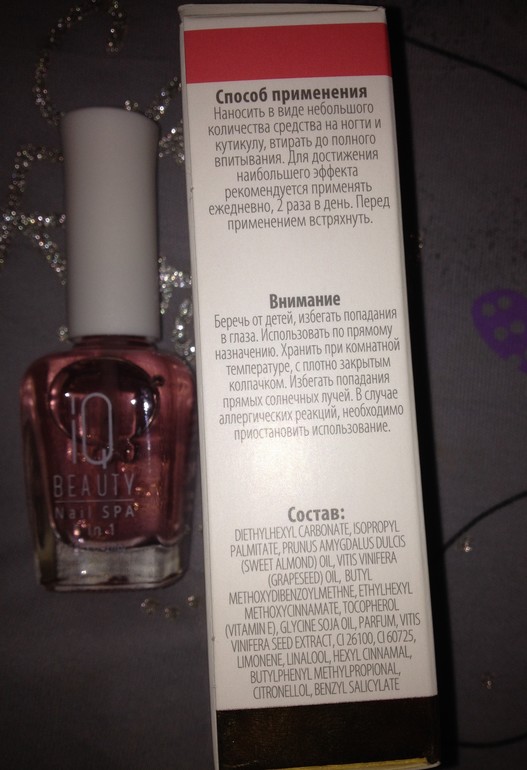 iQ
BEAUTY
Nail SPA
in 1
Способ применения
Наносить в виде небольшого
количества средства на ногти и
кутикулу, втирать до полного
впитывания. Для достижения
наибольшего эффекта
рекомендуется применять
ежедневно, 2 раза в день. Перед
применением встряхнуть.
Внимание
Беречь от детей, избегать попадания
в глаза. Использовать по прямому
назначению. Хранить при комнатной
температуре, с плотно закрытым
колпачком. Избегать попадания
прямых солнечных лучей. В случае
аллергических реакций, необходимо
приостановить использование.
Состав:
DIETHYLHEXYL CARBONATE, ISOPROPYL
PALMITATE, PRUNUS AMYGDALUS DULCIS
(SWEET ALMOND) OIL, VITIS VINIFERA
(GRAPESEED) OIL, BUTYL
METHOXYDIBENZOYLMETHNE, ETHYLHEXYL
METHOXYCINNAMATE, TOCOPHEROL
(VITAMIN E), GLYCINE SOJA OIL, PARFUM, VITIS
VINIFERA SEED EXTRACT, CI 26100, CI 60725,
LIMONENE, LINALOOL, HEXYL CINNAMAL,
BUTYLPHENYL METHYLPROPIONAL,
CITRONELLOL, BENZYL SALICYLATE